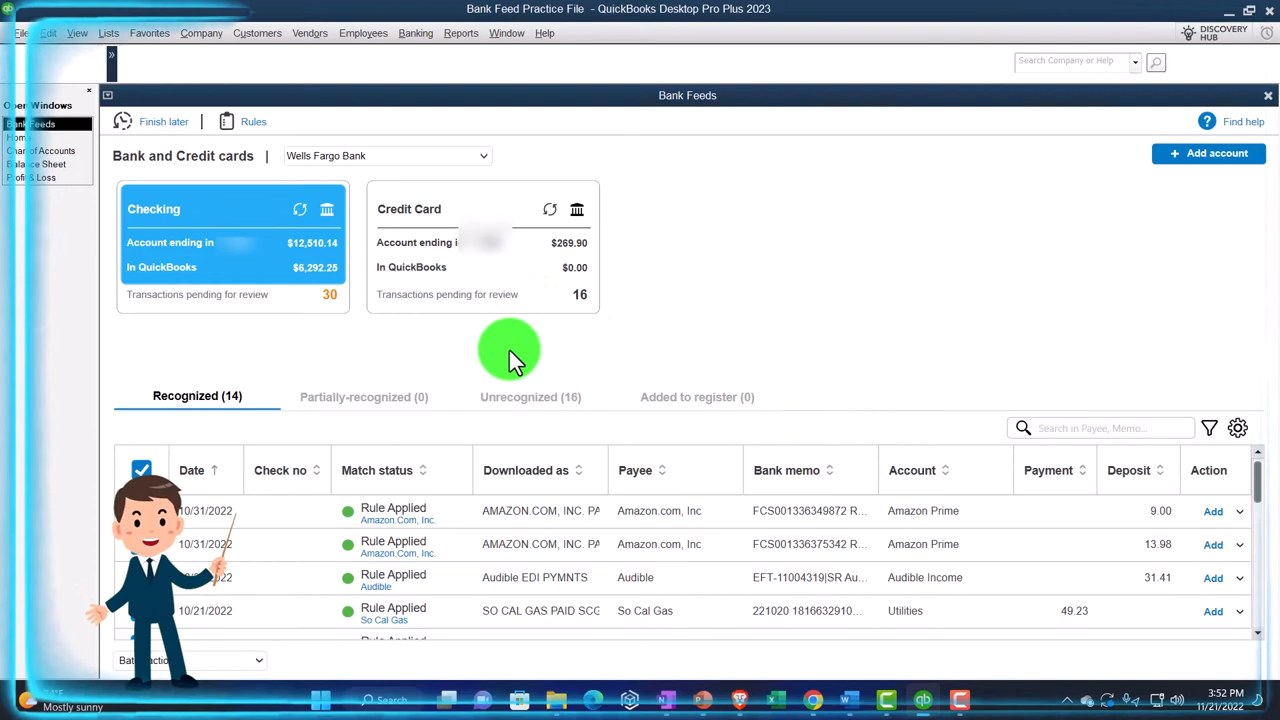 Bank Feed Practice File - QuickBooks Desktop Pro Plus 2023
File Edit View Lists Favorites Company Customers Vendors Employees Banking Reports Window Help
DISCOVERY HUB
Search Company or Help
Open Windows
Bank Feeds
Home
Chart of Accounts
Balance Sheet
Profit & Loss
Bank Feeds
Finish later | Rules
Find help
Bank and Credit cards | Wells Fargo Bank
+ Add account
Checking
Account ending in $12,510.14
In QuickBooks $6,292.25
Transactions pending for review 30
Credit Card
Account ending in $269.90
In QuickBooks $0.00
Transactions pending for review 16
Recognized (14) Partially-recognized (0) Unrecognized (16) Added to register (0)
Search in Payee, Memo...
Date Check no Match status Downloaded as Payee Bank memo Account Payment Deposit Action
10/31/2022 Rule Applied AMAZON.COM, INC. PA Amazon.com, Inc FCS001336349872 R... Amazon Prime 9.00 Add
Amazon.Com, Inc.
10/31/2022 Rule Applied AMAZON.COM, INC. PA Amazon.com, Inc FCS001336375342 R... Amazon Prime 13.98 Add
Amazon.Com, Inc.
Rule Applied Audible EDI PYMNTS Audible EFT-11004319|SR Au... Audible Income 31.41 Add
Audible
10/21/2022 Rule Applied SO CAL GAS PAID SCG So Cal Gas 221020 1816632910... Utilities 49.23 Add
So Cal Gas
Mostly sunny
Search
3:52 PM
11/21/2022